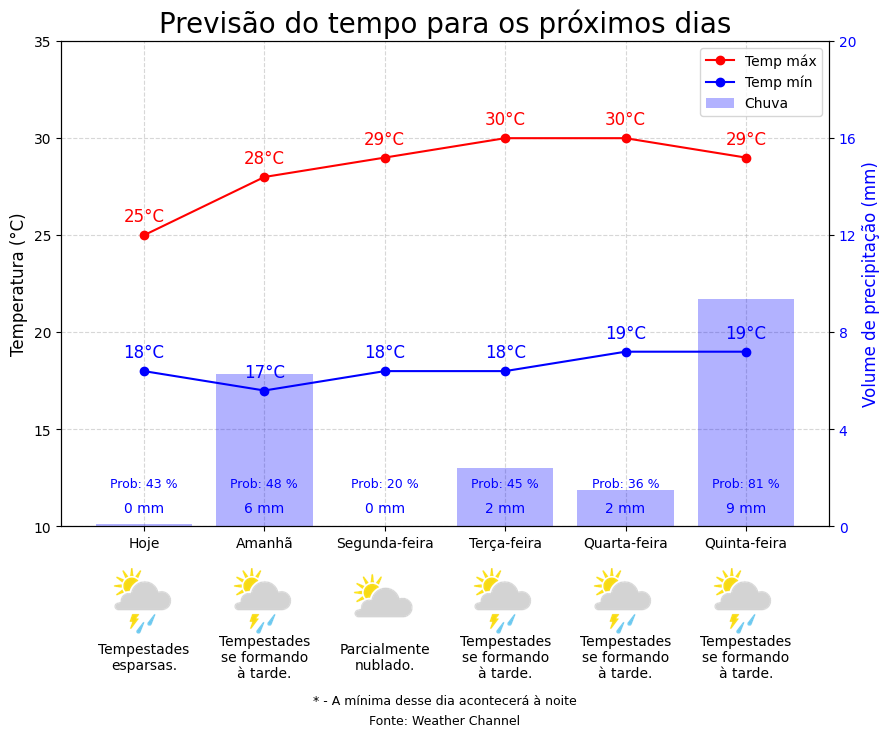 Previsão do tempo para os próximos dias
35
30
25
20
15
10
Temperatura (°C)
20
16
12
8
4
0
Volume de precipitação (mm)
Temp máx
Temp mín
Chuva
25°C
28°C
29°C
30°C
30°C
29°C
18°C
17°C
18°C
18°C
19°C
19°C
Prob: 43 %
Prob: 48 %
Prob: 20 %
Prob: 45 %
Prob: 36 %
Prob: 81 %
0 mm
6 mm
0 mm
2 mm
2 mm
9 mm
Hoje
Amanhã
Segunda-feira
Terça-feira
Quarta-feira
Quinta-feira
Tempestades
esparsas.
Tempestades
se formando
à tarde.
Parcialmente
nublado.
Tempestades
se formando
à tarde.
Tempestades
se formando
à tarde.
Tempestades
se formando
à tarde.
* - A mínima desse dia acontecerá à noite
Fonte: Weather Channel